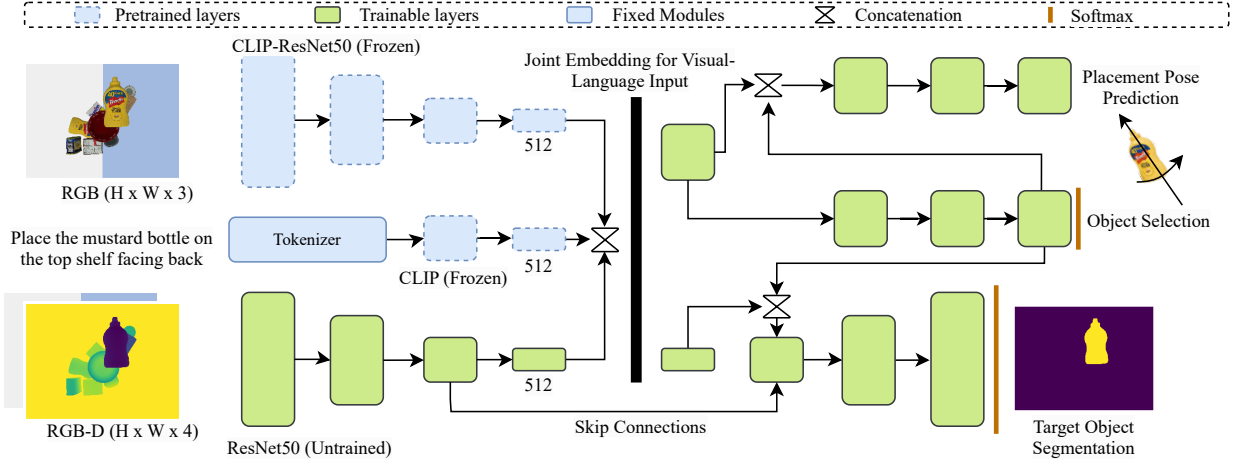 Pretrained layers
Trainable layers
Fixed Modules
Concatenation
Softmax
CLIP-ResNet50 (Frozen)
Joint Embedding for Visual-
Language Input
Placement Pose
Prediction
512
RGB (H x W x 3)
Place the mustard bottle on
the top shelf facing back
Tokenizer
512
CLIP (Frozen)
Object Selection
512
RGB-D (H x W x 4)
ResNet50 (Untrained)
Skip Connections
Target Object
Segmentation